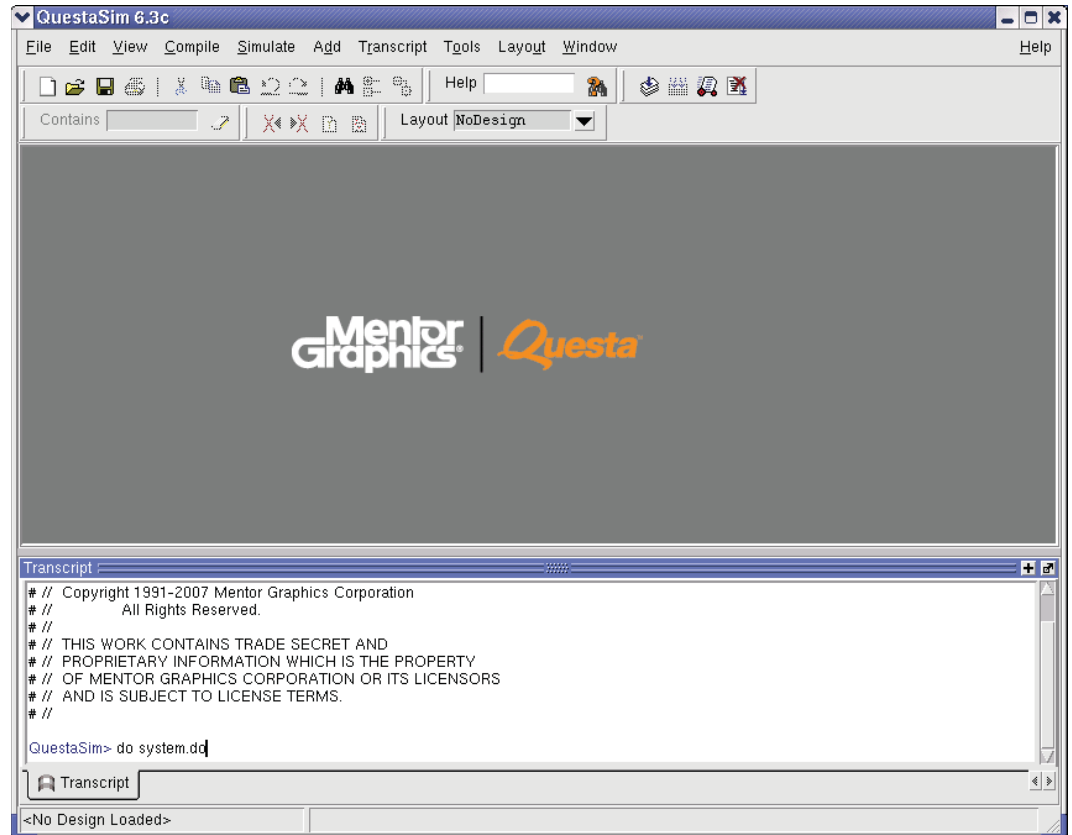 QuestaSim 6.3c
File Edit View Compile Simulate Add Transcript Tools Layout Window Help
Help
Contains Layout NoDesign
Mentor Graphics® Questa
Transcript
# // Copyright 1991-2007 Mentor Graphics Corporation
# // All Rights Reserved.
# //
# // THIS WORK CONTAINS TRADE SECRET AND
# // PROPRIETARY INFORMATION WHICH IS THE PROPERTY
# // OF MENTOR GRAPHICS CORPORATION OR ITS LICENSORS
# // AND IS SUBJECT TO LICENSE TERMS.
# //
QuestaSim> do system.do
Transcript
<No Design Loaded>